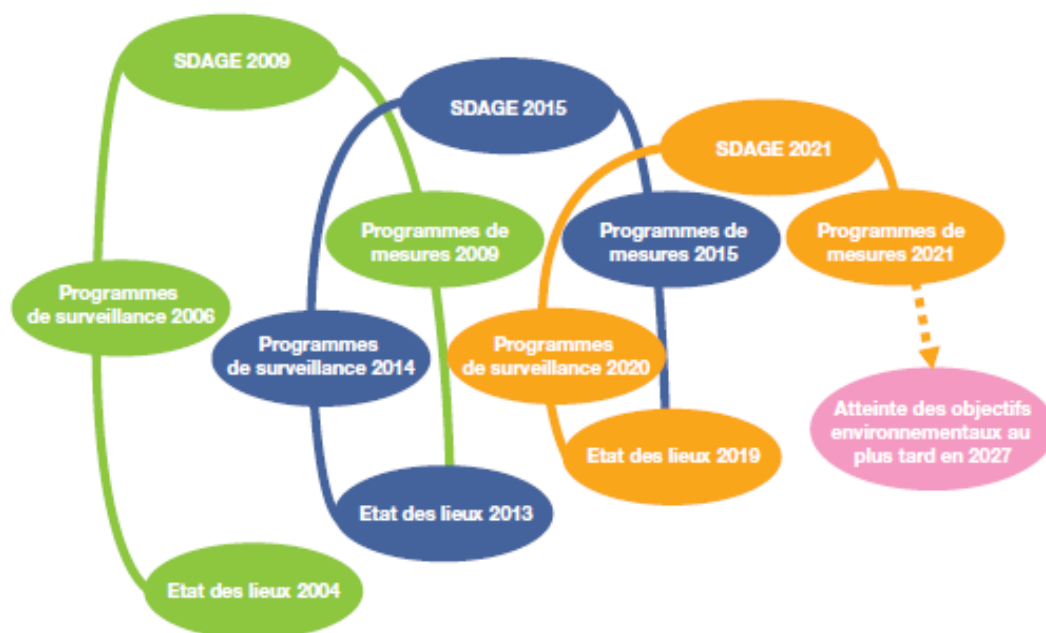 SDAGE 2009
SDAGE 2015
SDAGE 2021
Programmes de
mesures 2009
Programmes de
mesures 2015
Programmes de
mesures 2021
Programmes
de surveillance 2006
Programmes
de surveillance 2014
Programmes
de surveillance 2020
Atteinte des objectifs
environnementaux au
plus tard en 2027
Etat des lieux 2019
Etat des lieux 2013
Etat des lieux 2004